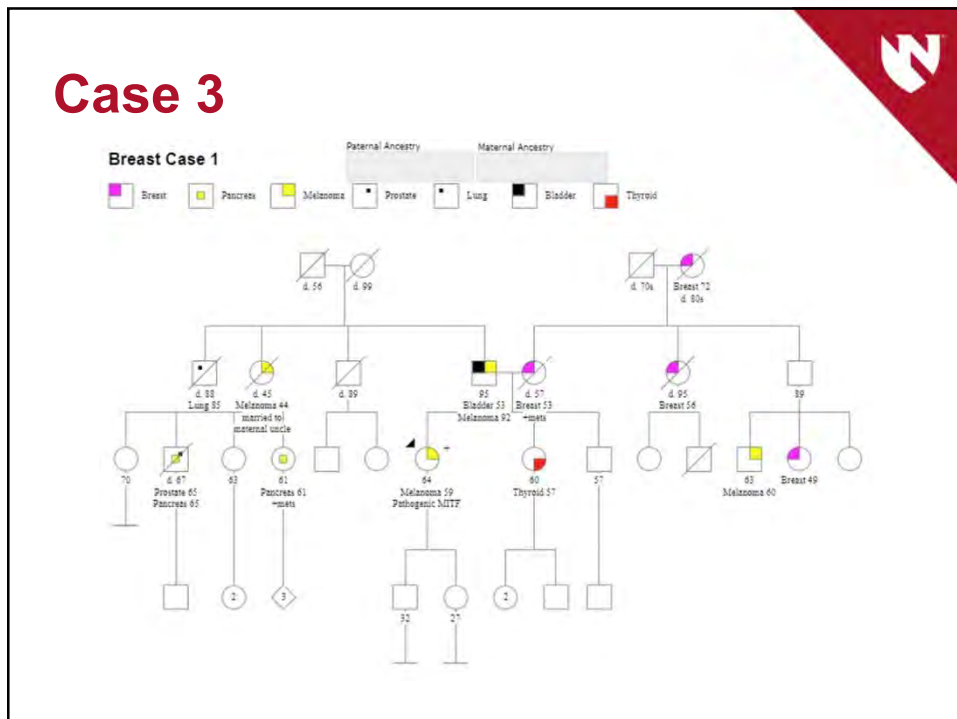 Case 3
Paternal Ancestry Maternal Ancestry
Breast Case 1
Breast Pancreas Melanoma Prostate Lung Bladder Thyroid
d. 56 d. 99 d. 70s Breast 72
d. 80s
d. 88 d. 45 d. 89 95 d. 57 d. 95 89
Lung 85 Melanoma 44 Bladder 53 Breast 53 Breast 56
married to Melanoma 92 +mets
maternal uncle
+
70 d. 67 63 61 64 60 57 63 Breast 49
Prostate 65 Pancreas 61 Melanoma 59 Thyroid 57 Melanoma 60
Pancreas 65 +mets Pathogenic MITF
2 3 2
32 27
N